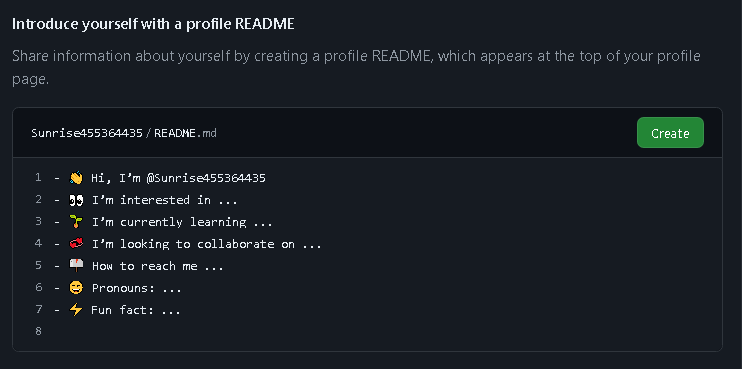 Introduce yourself with a profile README
Share information about yourself by creating a profile README, which appears at the top of your profile
page.
Sunrise455364435 / README.md
Create
1 - 👋 Hi, I’m @Sunrise455364435
2 - 👀 I’m interested in ...
3 - 🌱 I’m currently learning ...
4 - 💞️ I’m looking to collaborate on ...
5 - 📫 How to reach me ...
6 - 😄 Pronouns: ...
7 - ⚡ Fun fact: ...
8